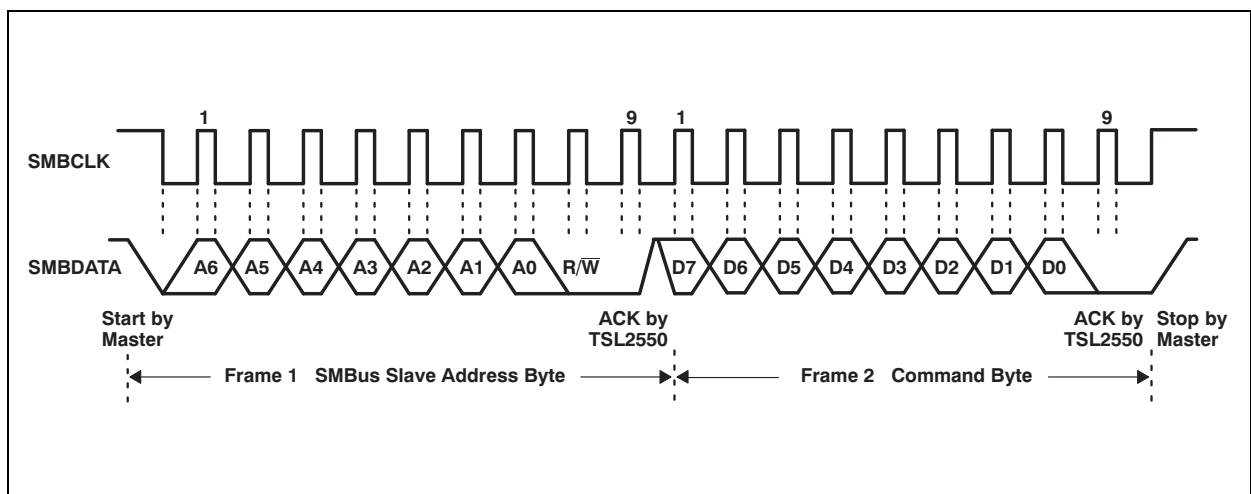 1 9 1 9
SMBCLK
SMBDATA A6 A5 A4 A3 A2 A1 A0 R/W̅ D7 D6 D5 D4 D3 D2 D1 D0
Start by
Master
ACK by
TSL2550
ACK by
TSL2550
Stop by
Master
Frame 1 SMBus Slave Address Byte
Frame 2 Command Byte